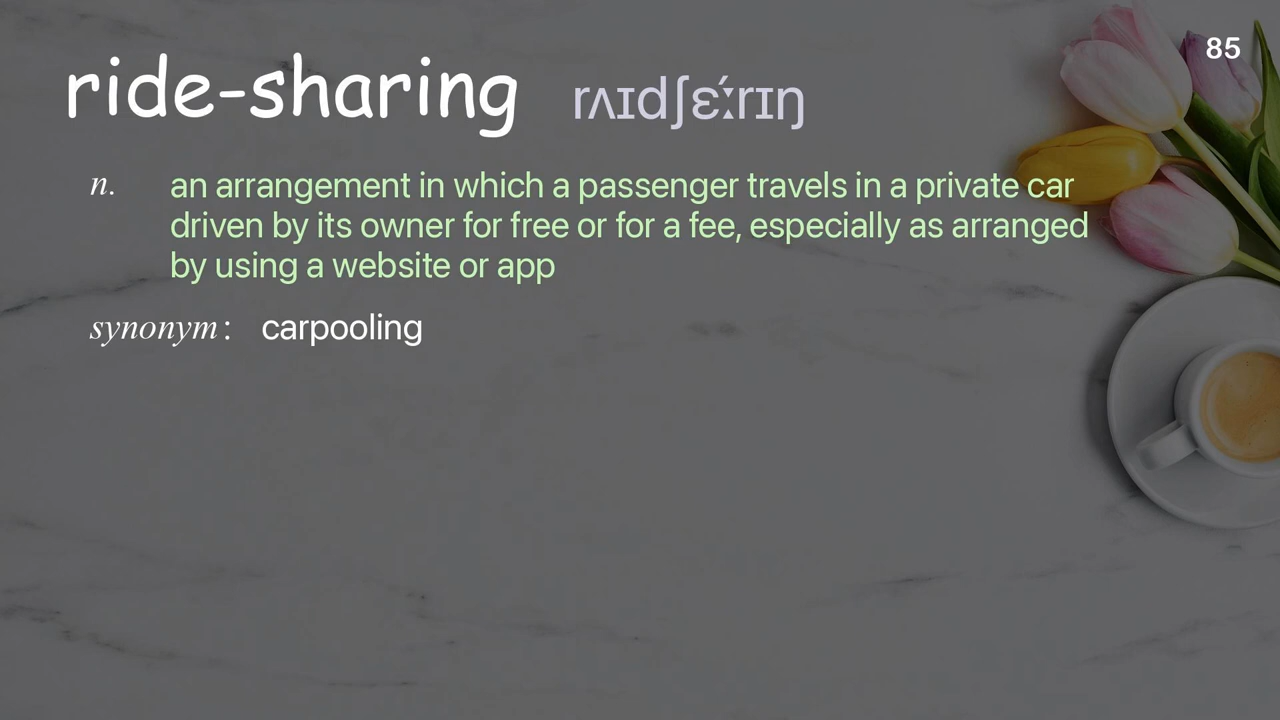 85
ride-sharing rʌɪdʃɛ́ːrɪŋ
n. an arrangement in which a passenger travels in a private car
driven by its owner for free or for a fee, especially as arranged
by using a website or app
synonym: carpooling